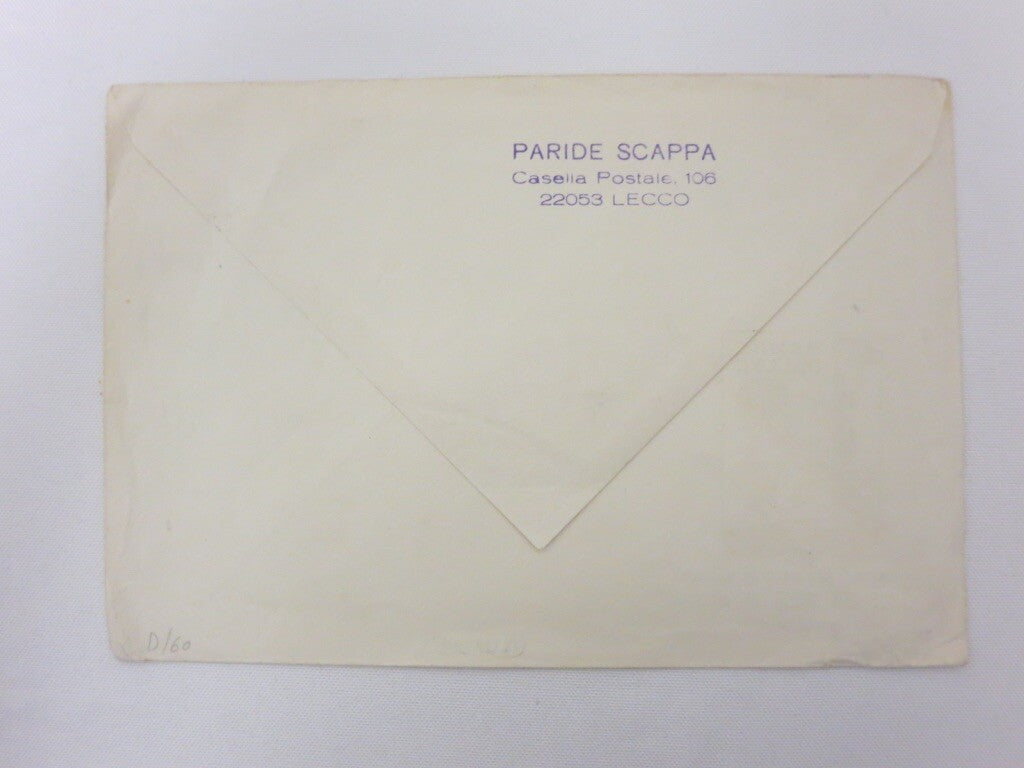 PARIDE SCAPPA
Casella Postale, 106
22053 LECCO
D/60